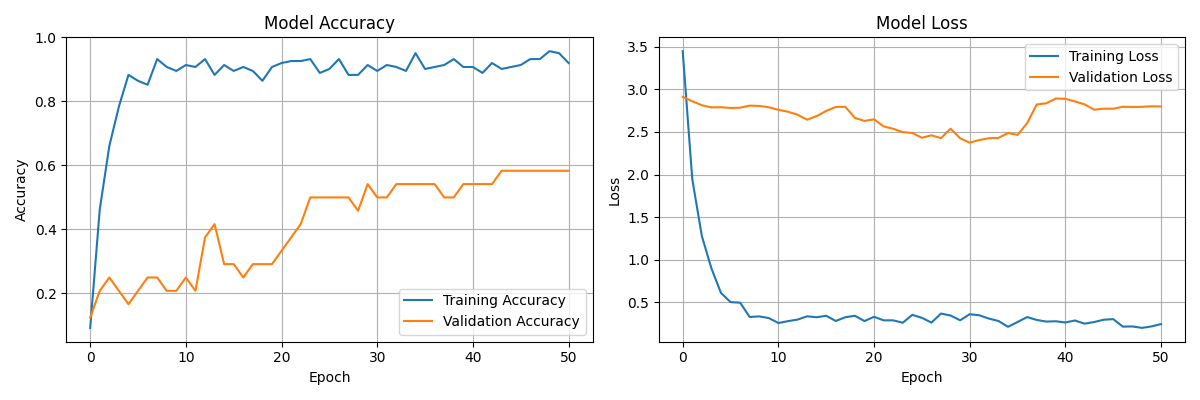 Model Accuracy
Accuracy
1.0
0.8
0.6
0.4
0.2
Training Accuracy
Validation Accuracy
0 10 20 30 40 50
Epoch
Model Loss
Loss
3.5
3.0
2.5
2.0
1.5
1.0
0.5
Training Loss
Validation Loss
0 10 20 30 40 50
Epoch